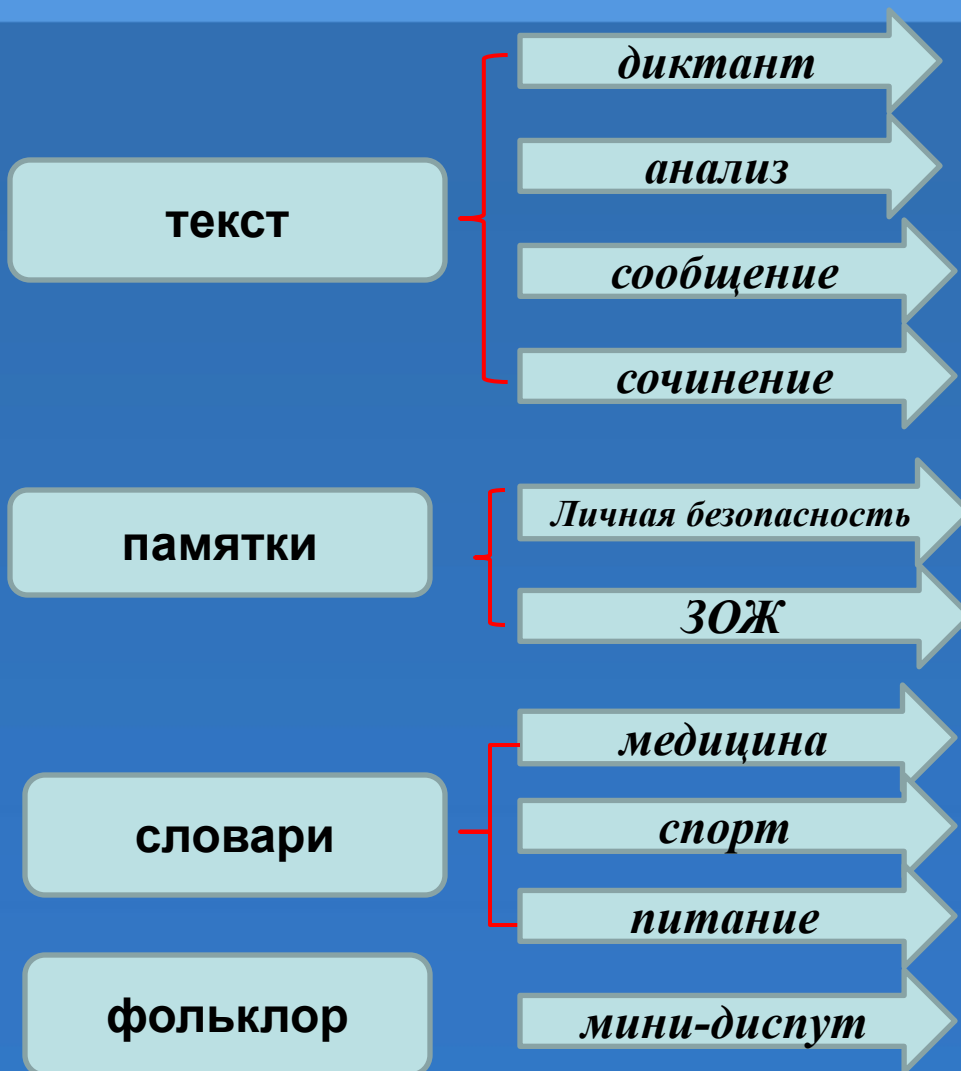 текст
диктант
анализ
сообщение
сочинение
памятки
Личная безопасность
ЗОЖ
словари
медицина
спорт
питание
фольклор
мини-диспут